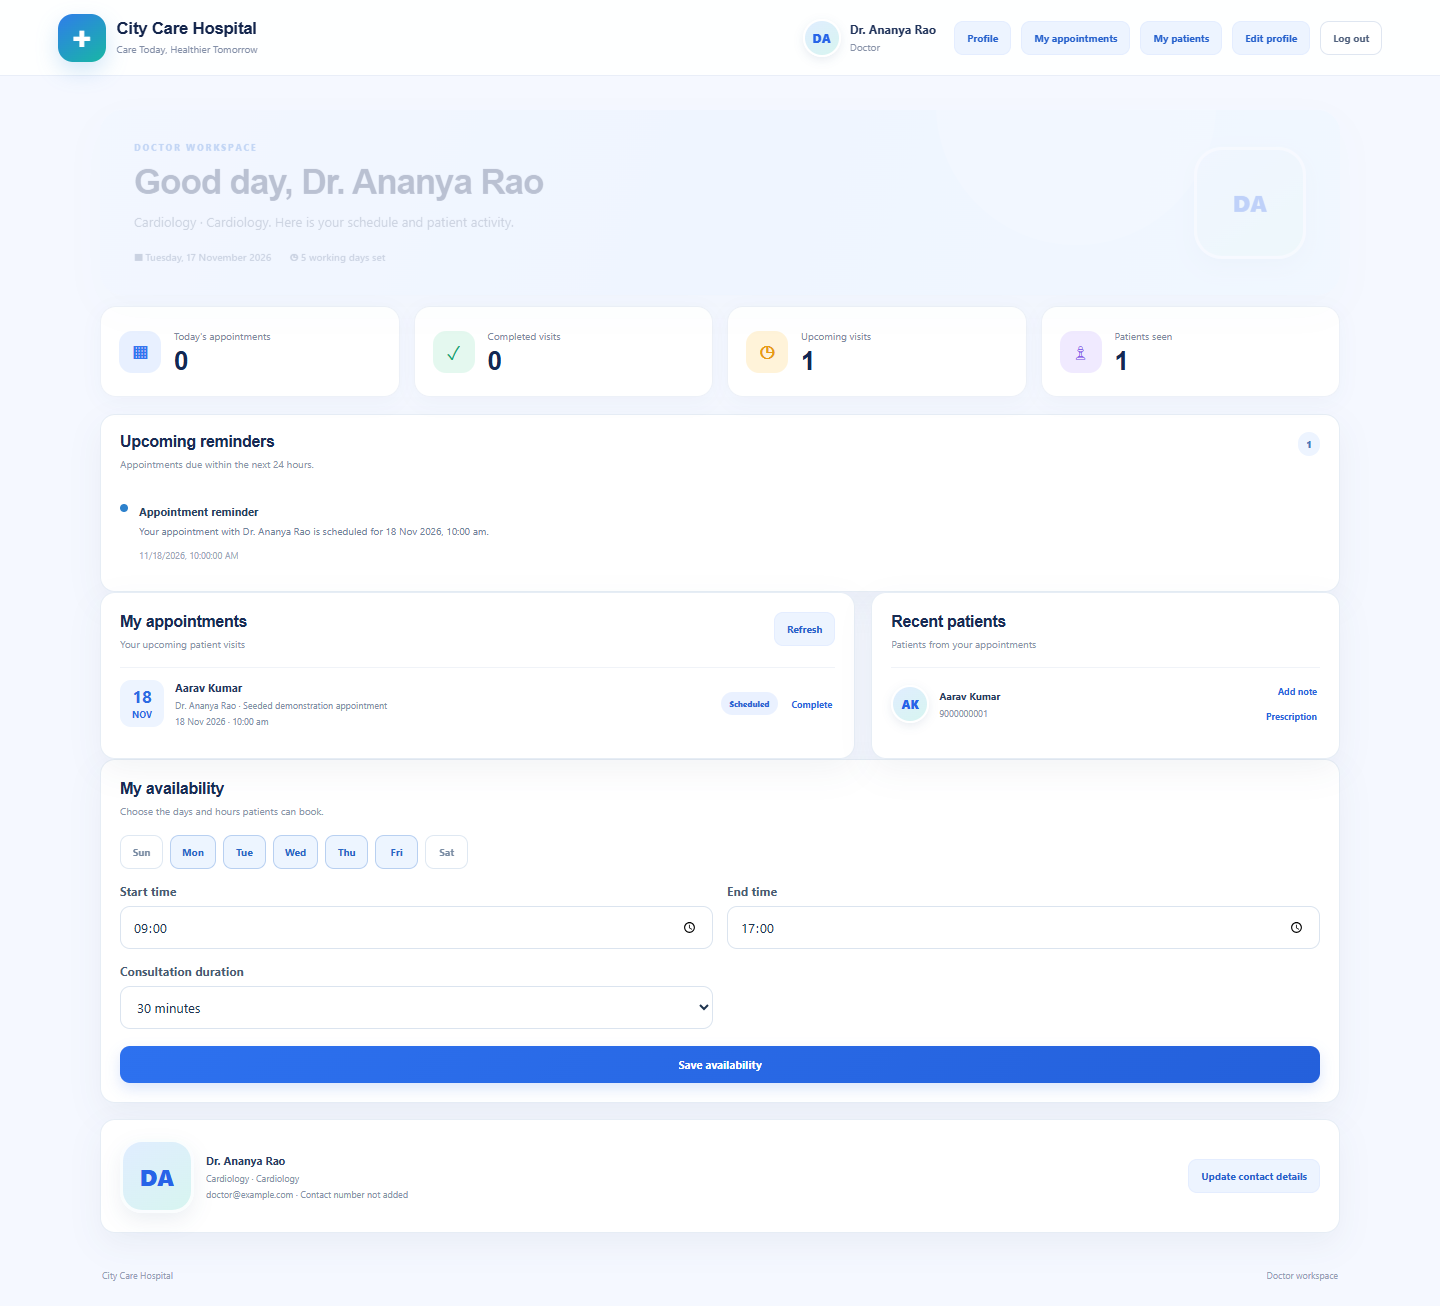 City Care Hospital
Care Today, Healthier Tomorrow
DA
Dr. Ananya Rao
Doctor
Profile
My appointments
My patients
Edit profile
Log out
DOCTOR WORKSPACE
Good day, Dr. Ananya Rao
Cardiology · Cardiology. Here is your schedule and patient activity.
Tuesday, 17 November 2026
5 working days set
DA
Today's appointments
0
Completed visits
0
Upcoming visits
1
Patients seen
1
Upcoming reminders
Appointments due within the next 24 hours.
1
Appointment reminder
Your appointment with Dr. Ananya Rao is scheduled for 18 Nov 2026, 10:00 am.
11/18/2026, 10:00:00 AM
My appointments
Your upcoming patient visits
Refresh
18
NOV
Aarav Kumar
Dr. Ananya Rao · Seeded demonstration appointment
18 Nov 2026 · 10:00 am
Scheduled
Complete
Recent patients
Patients from your appointments
AK
Aarav Kumar
9000000001
Add note
Prescription
My availability
Choose the days and hours patients can book.
Sun
Mon
Tue
Wed
Thu
Fri
Sat
Start time
09:00
End time
17:00
Consultation duration
30 minutes
Save availability
DA
Dr. Ananya Rao
Cardiology · Cardiology
doctor@example.com · Contact number not added
Update contact details
City Care Hospital
Doctor workspace